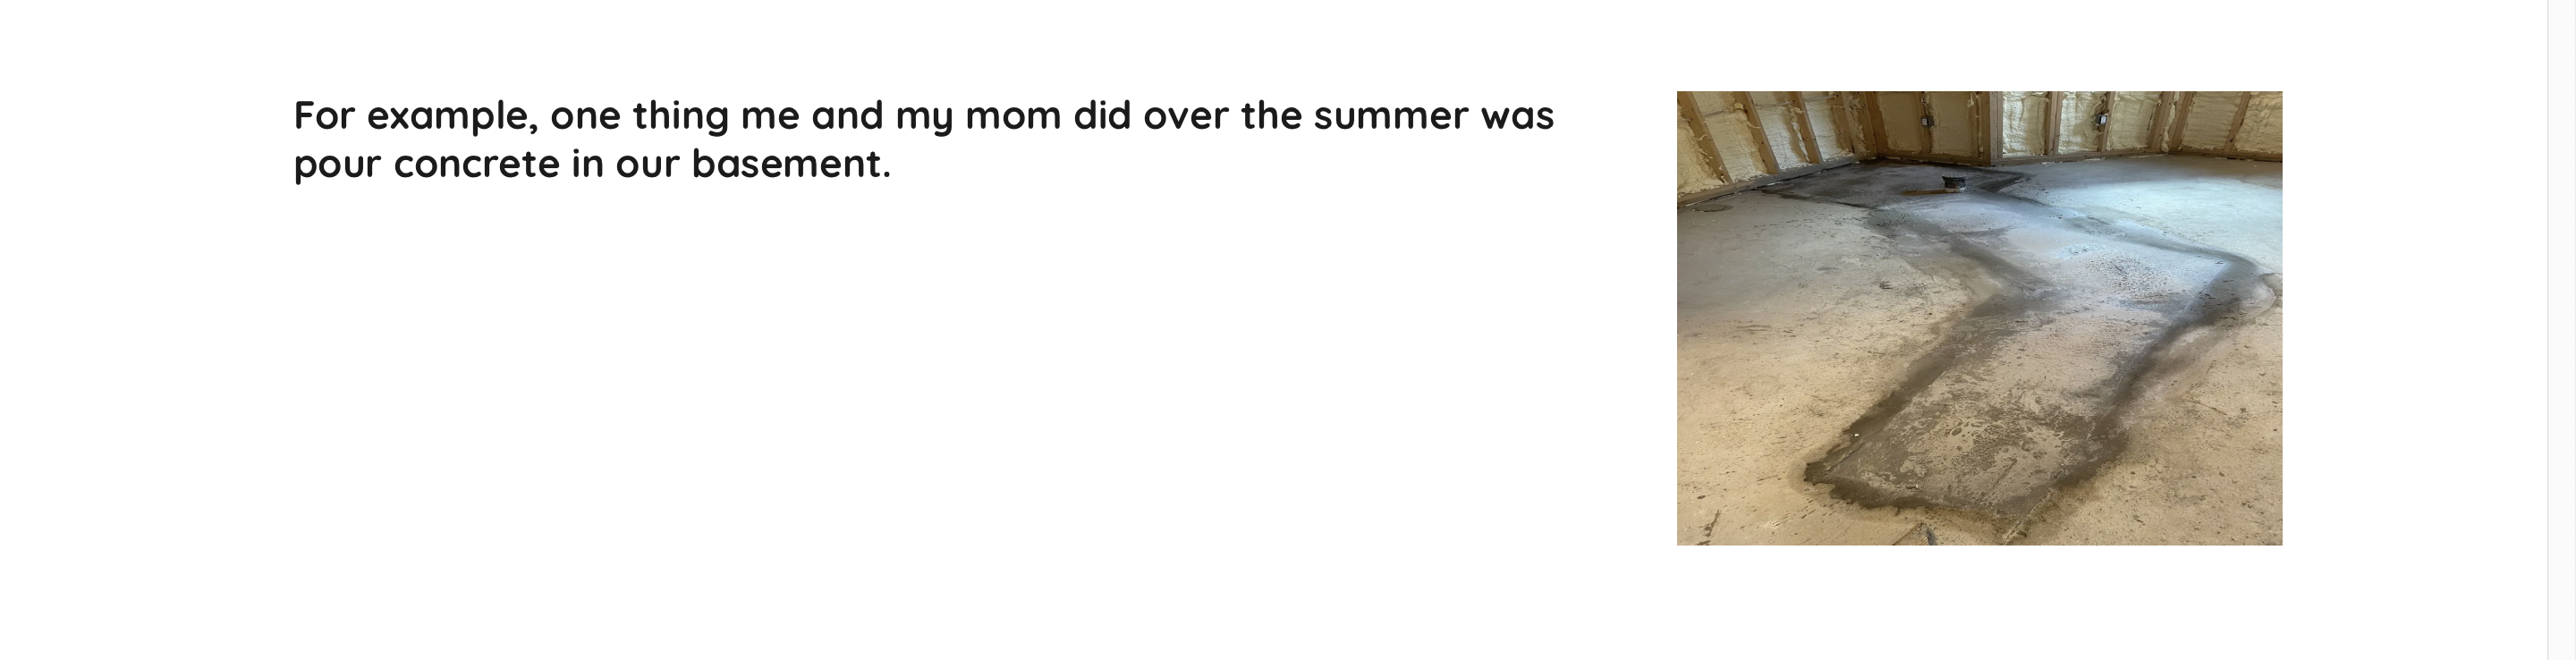 For example, one thing me and my mom did over the summer was
pour concrete in our basement.